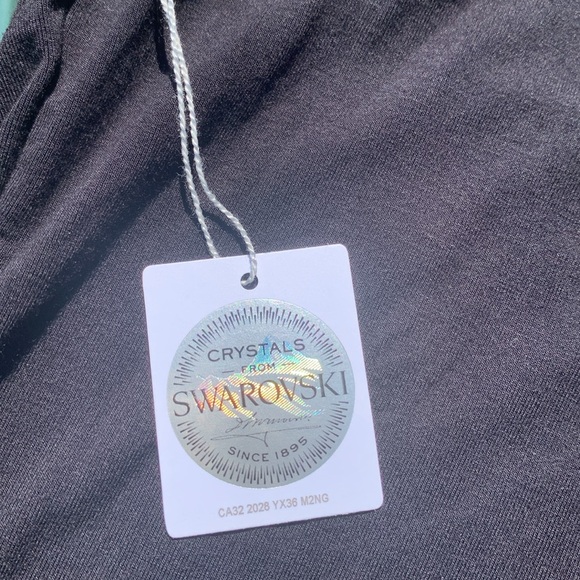 CRYSTALS
FROM
SWAROVSKI
SINCE 1895
CA32 2026 YX36 M2NG